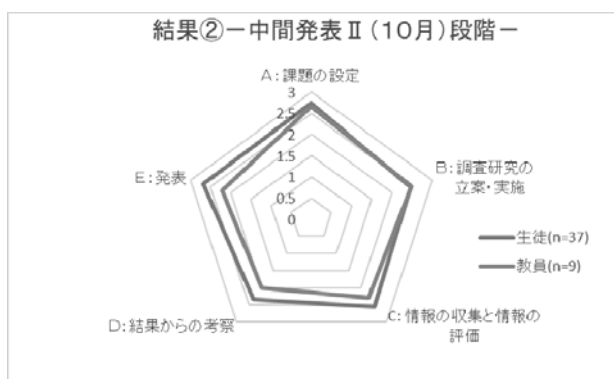 結果②－中間発表Ⅱ（10月）段階－
A：課題の設定
3
2.5
2
1.5
1
0.5
0
B：調査研究の
立案・実施
C：情報の収集と情報の
評価
D：結果からの考察
E：発表
生徒(n=37)
教員(n=9)